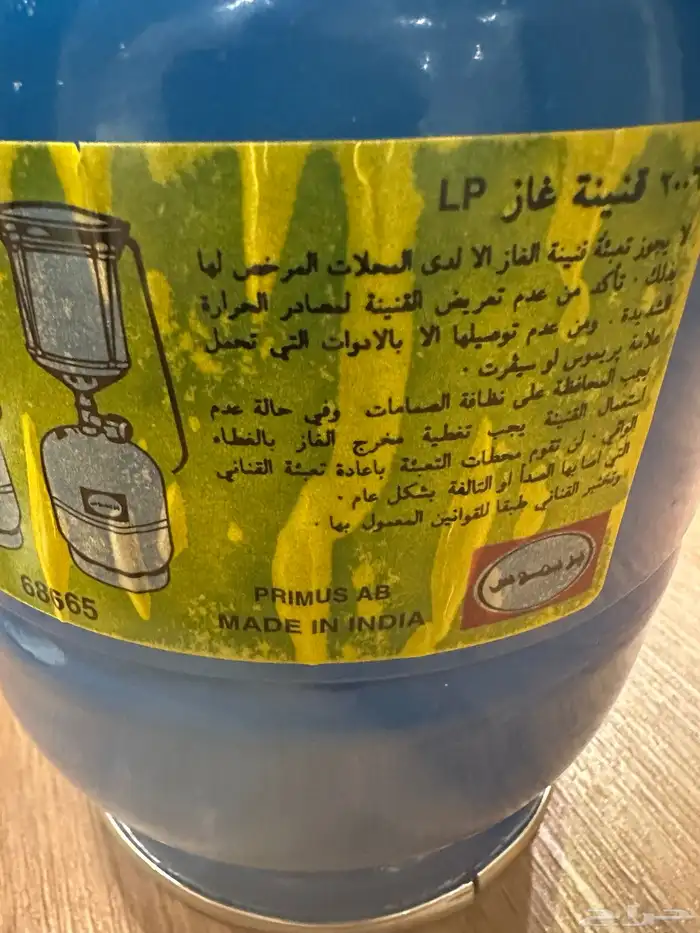 قنينة غاز LP
لا يجوز تعبئة قنينة الغاز الا لدى المحلات المرخص لها
بذلك . تأكد من عدم تعريض القنينة لمصادر الحرارة
الشديدة . ومن عدم توصيلها الا بالادوات التي تحمل
علامة بريموس او سيڤرت .
يجب المحافظة على نظافة الصمامات وفي حالة عدم
استعمال القنينة يجب تغطية مخرج الغاز بالغطاء
الواقي . لن تقوم محطات التعبئة باعادة تعبئة القناني
التي اصابها الصدأ او التالفة بشكل عام .
وتختبر القناني طبقا للقوانين المعمول بها .
بريموس
PRIMUS AB
MADE IN INDIA
68665
حراج